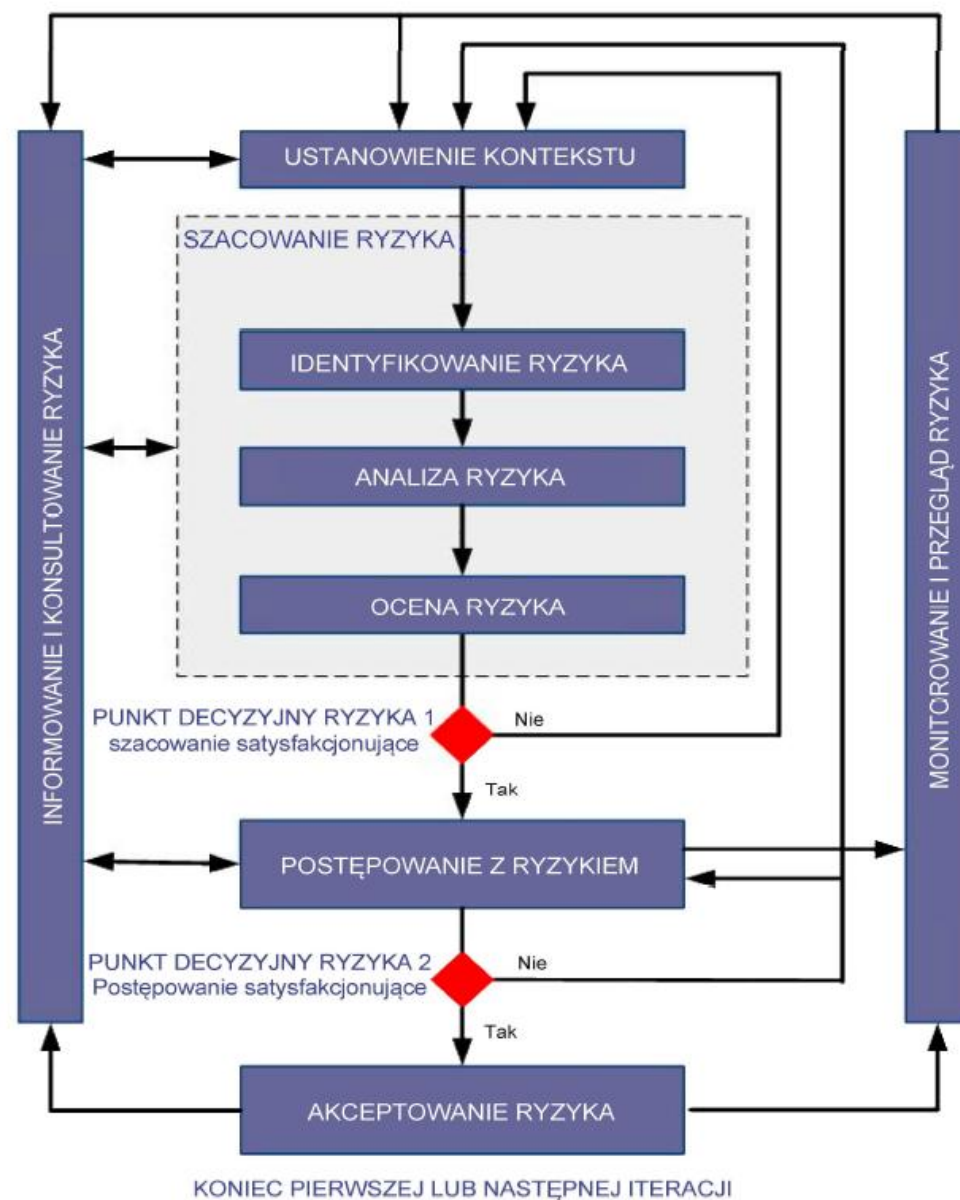 USTANOWIENIE KONTEKSTU
SZACOWANIE RYZYKA
IDENTYFIKOWANIE RYZYKA
ANALIZA RYZYKA
OCENA RYZYKA
PUNKT DECYZYJNY RYZYKA 1
szacowanie satysfakcjonujące
Nie
Tak
POSTĘPOWANIE Z RYZYKIEM
PUNKT DECYZYJNY RYZYKA 2
Postępowanie satysfakcjonujące
Nie
Tak
AKCEPTOWANIE RYZYKA
KONIEC PIERWSZEJ LUB NASTĘPNEJ ITERACJI
INFORMOWANIE I KONSULTOWANIE RYZYKA
MONITOROWANIE I PRZEGLĄD RYZYKA